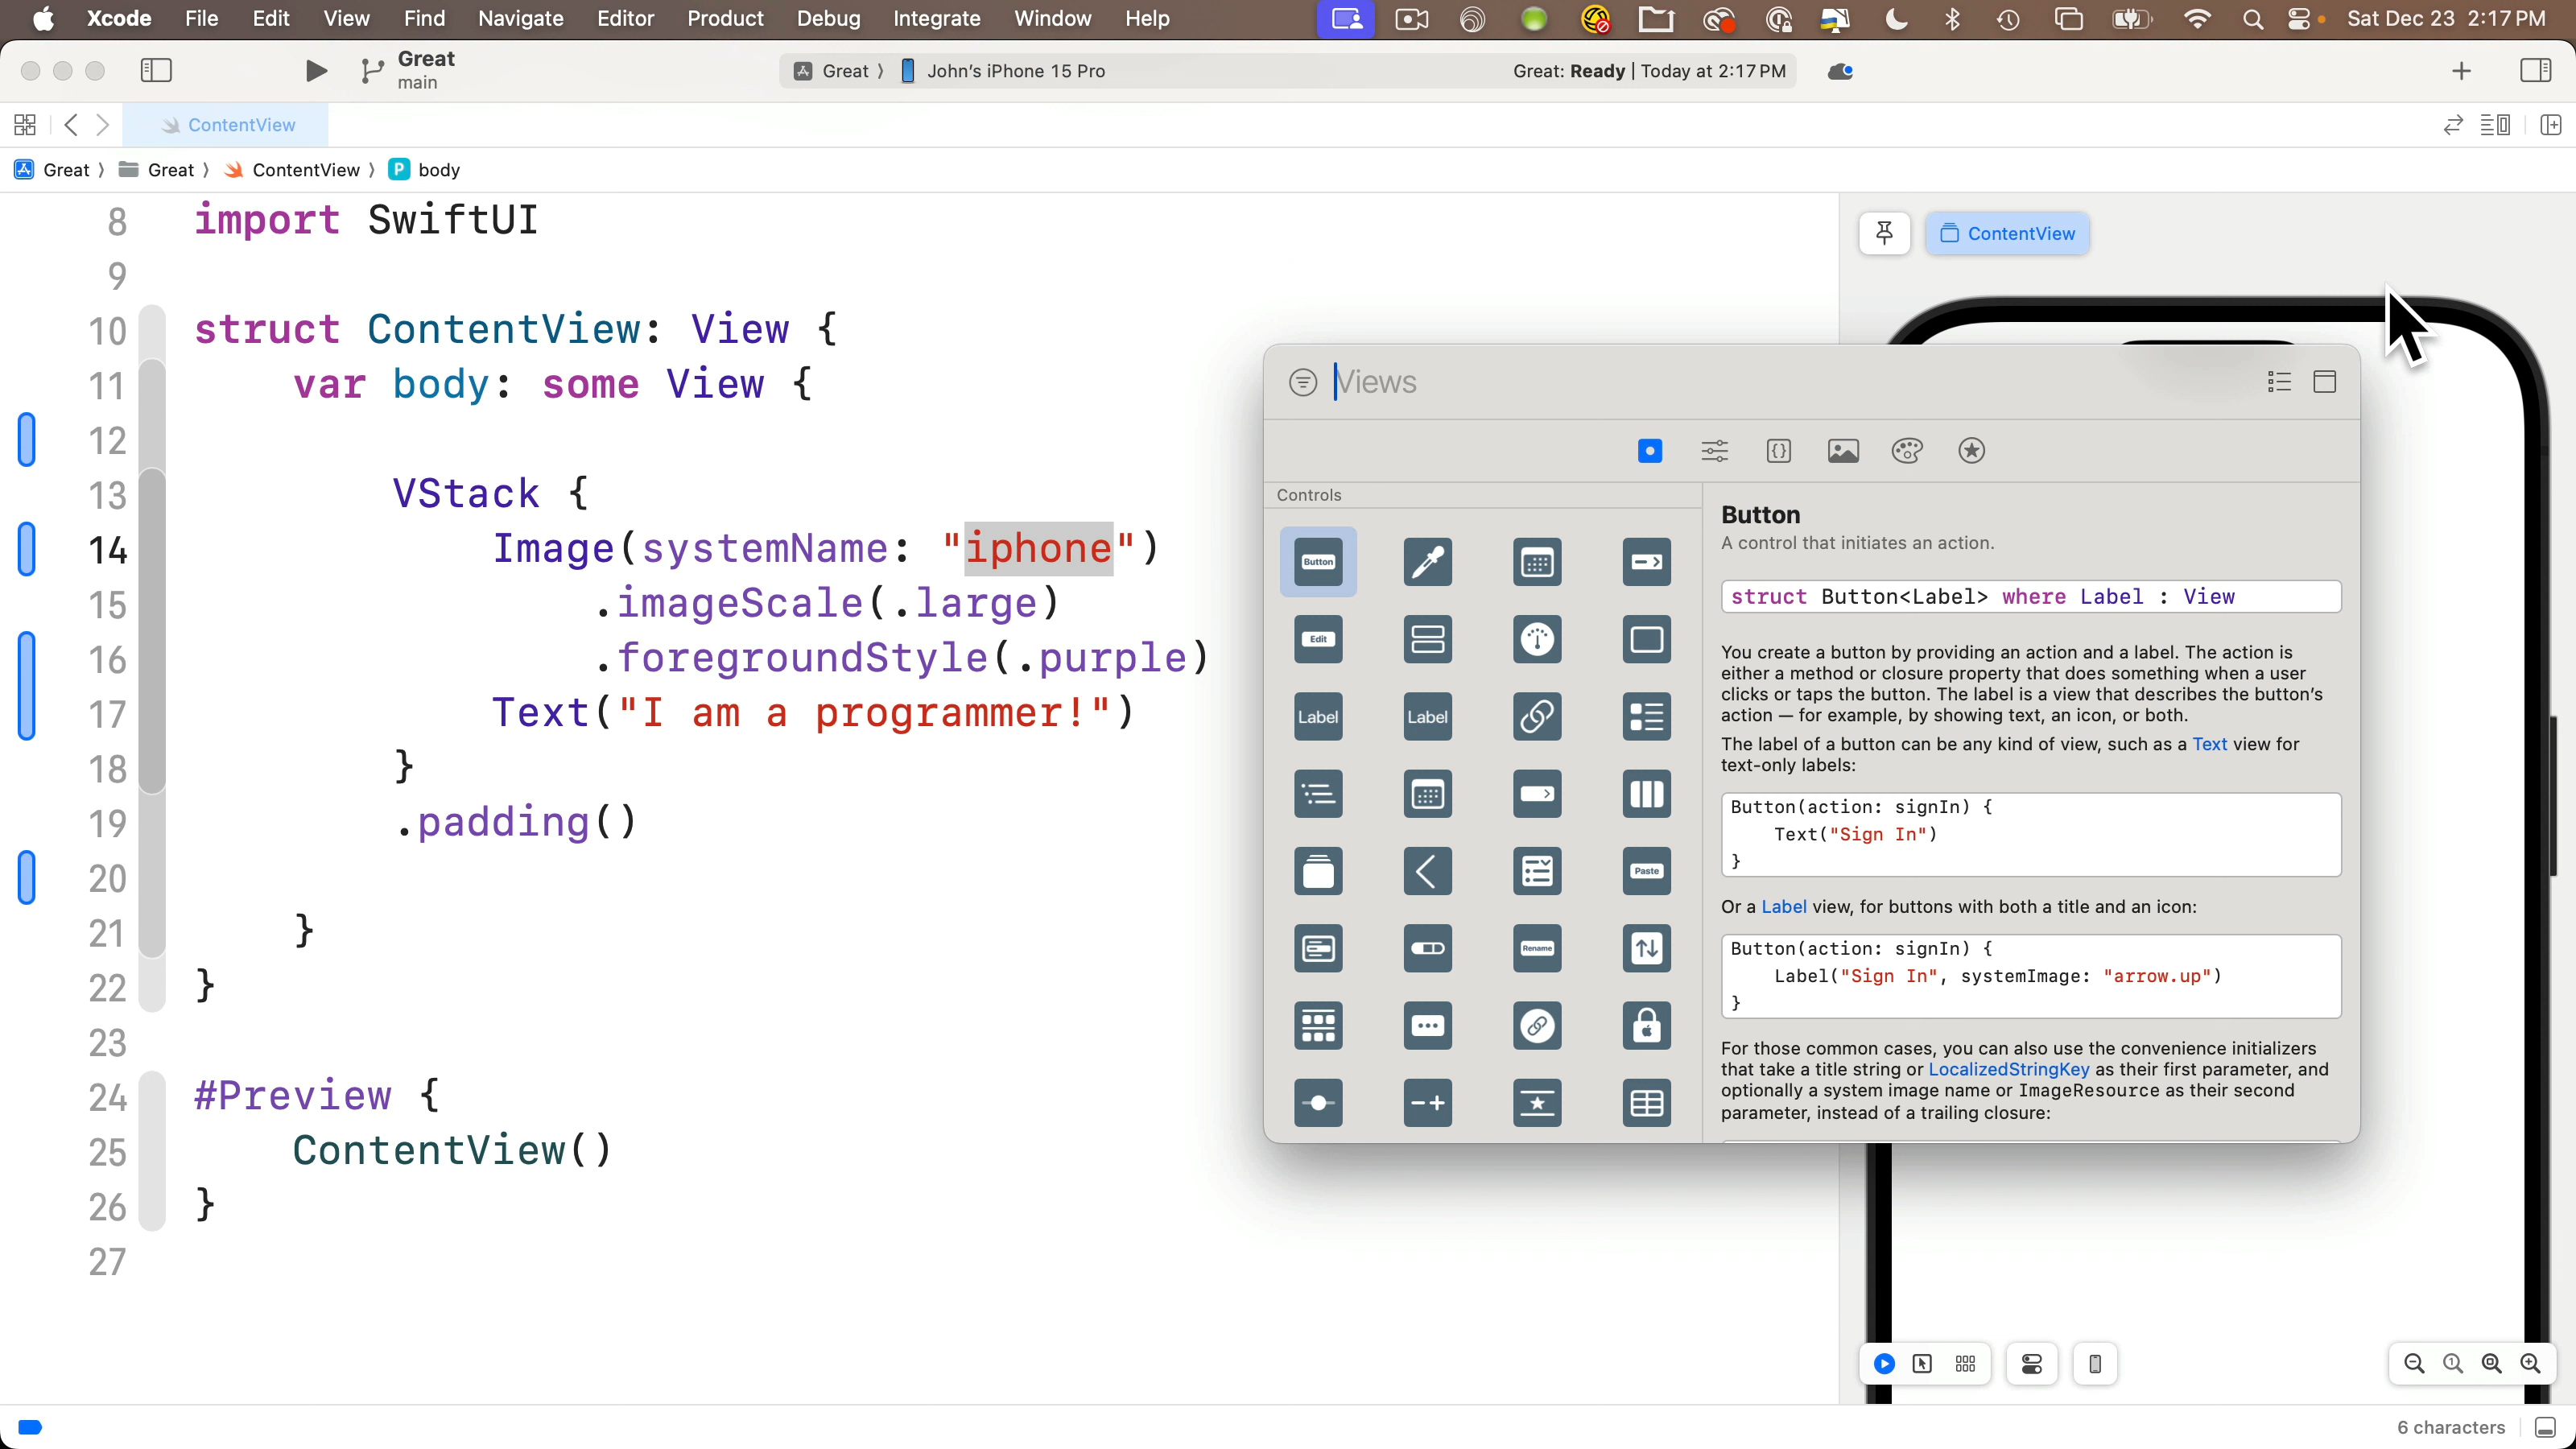 Xcode File Edit View Find Navigate Editor Product Debug Integrate Window Help Sat Dec 23 2:17 PM
Great
main
Great ⟩ John's iPhone 15 Pro
Great: Ready | Today at 2:17 PM
ContentView
Great ⟩ Great ⟩ ContentView ⟩ P body
8 import SwiftUI
9
10 struct ContentView: View {
11 var body: some View {
12
13 VStack {
14 Image(systemName: "iphone")
15 .imageScale(.large)
16 .foregroundStyle(.purple)
17 Text("I am a programmer!")
18 }
19 .padding()
20
21 }
22 }
23
24 #Preview {
25 ContentView()
26 }
27
ContentView
Views
{}
Controls
Button
Edit
Label Label
Paste
Rename
Button
A control that initiates an action.
struct Button<Label> where Label : View
You create a button by providing an action and a label. The action is
either a method or closure property that does something when a user
clicks or taps the button. The label is a view that describes the button's
action — for example, by showing text, an icon, or both.
The label of a button can be any kind of view, such as a Text view for
text-only labels:
Button(action: signIn) {
Text("Sign In")
}
Or a Label view, for buttons with both a title and an icon:
Button(action: signIn) {
Label("Sign In", systemImage: "arrow.up")
}
For those common cases, you can also use the convenience initializers
that take a title string or LocalizedStringKey as their first parameter, and
optionally a system image name or ImageResource as their second
parameter, instead of a trailing closure:
6 characters